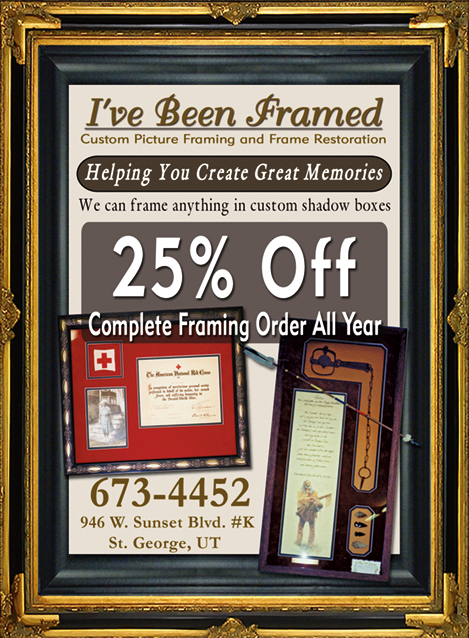 I've Been Framed
Custom Picture Framing and Frame Restoration
Helping You Create Great Memories
We can frame anything in custom shadow boxes
25% Off
Complete Framing Order All Year
The American National Red Cross
673-4452
946 W. Sunset Blvd. #K
St. George, UT